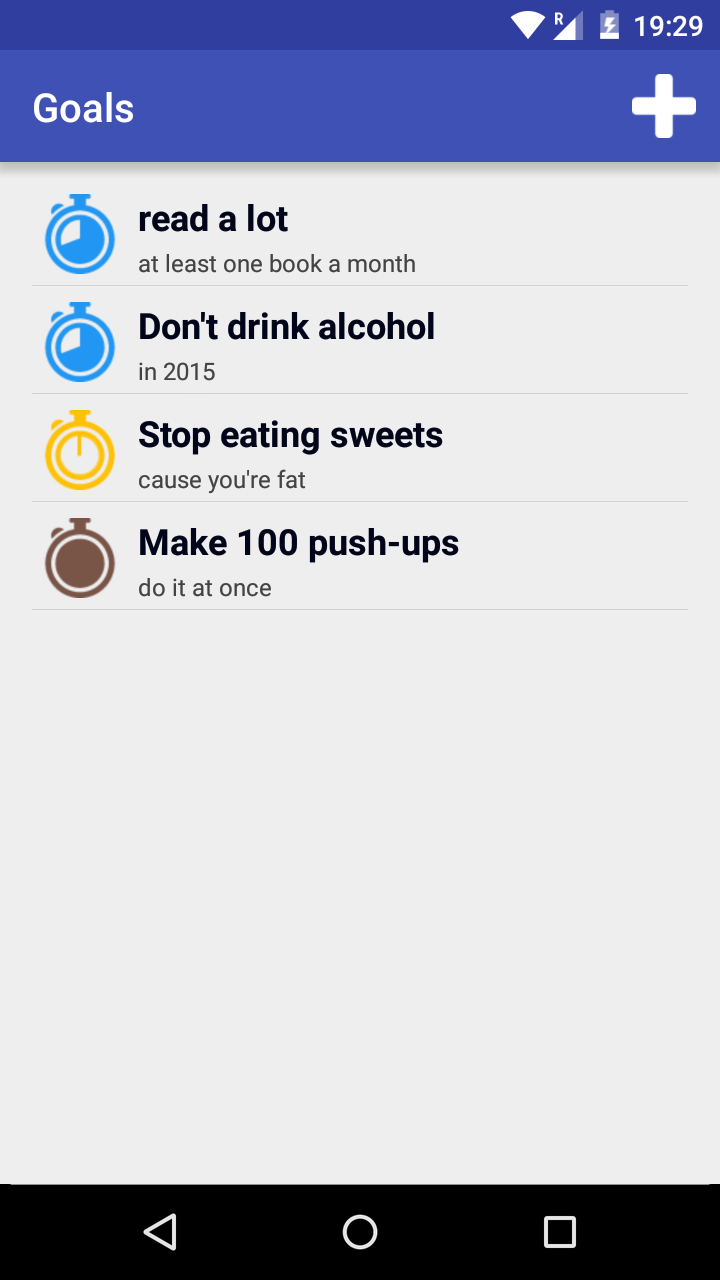 R 19:29
Goals
read a lot
at least one book a month
Don't drink alcohol
in 2015
Stop eating sweets
cause you're fat
Make 100 push-ups
do it at once